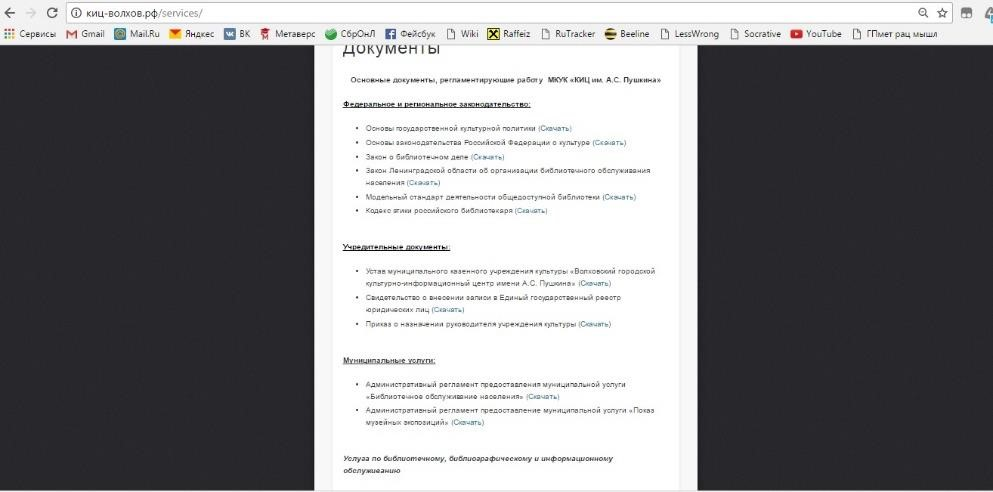 киц-волхов.рф/services/
Сервисы Gmail Mail.Ru Яндекс ВК Метаверс СбрОнЛ Фейсбук Wiki Raffeiz RuTracker Beeline LessWrong Socrative YouTube ГПмет рац мышл
Документы
Основные документы, регламентирующие работу МКУК «КИЦ им. А.С. Пушкина»
Федеральное и региональное законодательство:
• Основы государственной культурной политики (Скачать)
• Основы законодательства Российской Федерации о культуре (Скачать)
• Закон о библиотечном деле (Скачать)
• Закон Ленинградской области об организации библиотечного обслуживания
населения (Скачать)
• Модельный стандарт деятельности общедоступной библиотеки (Скачать)
• Кодекс этики российского библиотекаря (Скачать)
Учредительные документы:
• Устав муниципального казенного учреждения культуры «Волховский городской
культурно-информационный центр имени А.С. Пушкина» (Скачать)
• Свидетельство о внесении записи в Единый государственный реестр
юридических лиц (Скачать)
• Приказ о назначении руководителя учреждения культуры (Скачать)
Муниципальные услуги:
• Административный регламент предоставления муниципальной услуги
«Библиотечное обслуживание населения» (Скачать)
• Административный регламент предоставление муниципальной услуги «Показ
музейных экспозиций» (Скачать)
Услуга по библиотечному, библиографическому и информационному
обслуживанию